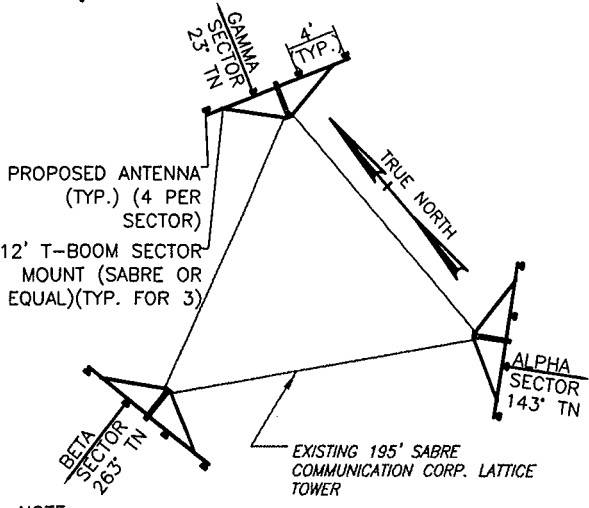 GAMMA
SECTOR
23° TN
4'
(TYP.)
PROPOSED ANTENNA
(TYP.) (4 PER
SECTOR)
12' T-BOOM SECTOR
MOUNT (SABRE OR
EQUAL)(TYP. FOR 3)
TRUE NORTH
ALPHA
SECTOR
143° TN
BETA
SECTOR
263° TN
EXISTING 195' SABRE
COMMUNICATION CORP. LATTICE
TOWER
NOTE